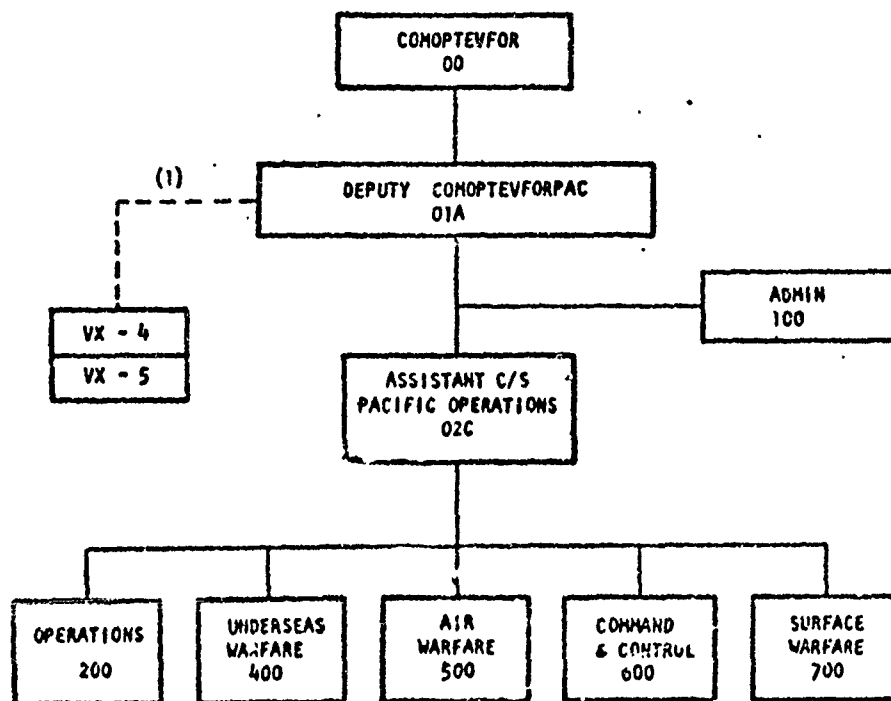 COMOPTEVFOR
00
(1)
DEPUTY COMOPTEVFORPAC
01A
ADMIN
100
VX - 4
VX - 5
ASSISTANT C/S
PACIFIC OPERATIONS
02C
OPERATIONS
200
UNDERSEAS
WARFARE
400
AIR
WARFARE
500
COMMAND
& CONTROL
600
SURFACE
WARFARE
700